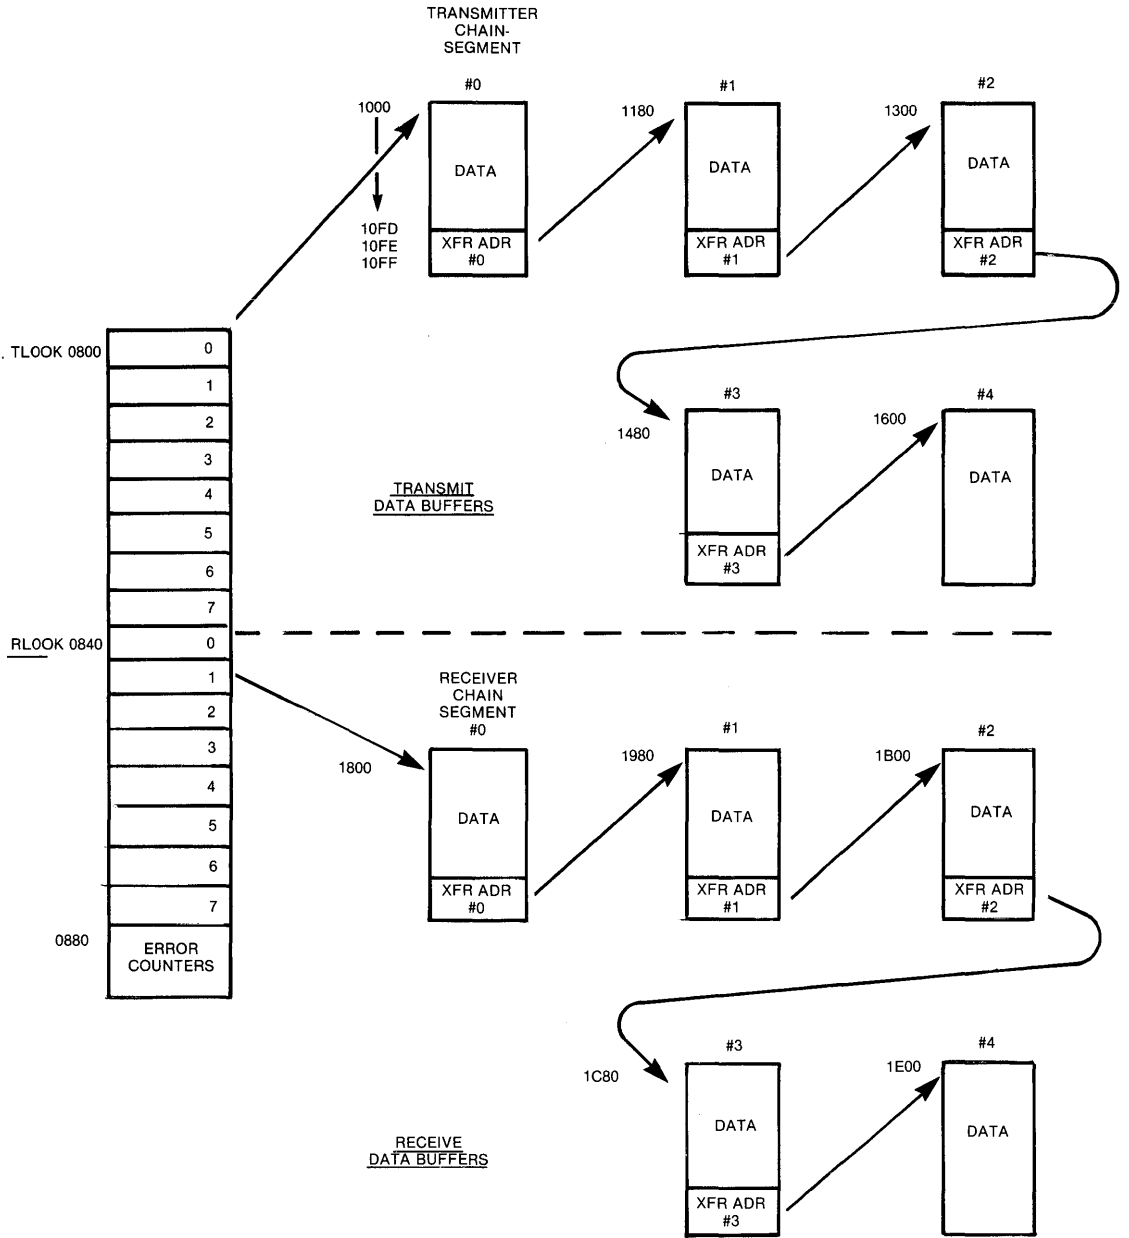 TRANSMITTER
CHAIN-
SEGMENT
#0
#1
#2
1000
1180
1300
DATA
DATA
DATA
10FD
10FE
10FF
XFR ADR
#0
XFR ADR
#1
XFR ADR
#2
TLOOK 0800
0
1
2
3
4
5
6
7
#3
#4
1480
1600
DATA
DATA
TRANSMIT
DATA BUFFERS
XFR ADR
#3
RLOOK 0840
0
1
2
3
4
5
6
7
0880
ERROR
COUNTERS
RECEIVER
CHAIN
SEGMENT
#0
#1
#2
1800
1980
1B00
DATA
DATA
DATA
XFR ADR
#0
XFR ADR
#1
XFR ADR
#2
#3
#4
1C80
1E00
DATA
DATA
RECEIVE
DATA BUFFERS
XFR ADR
#3